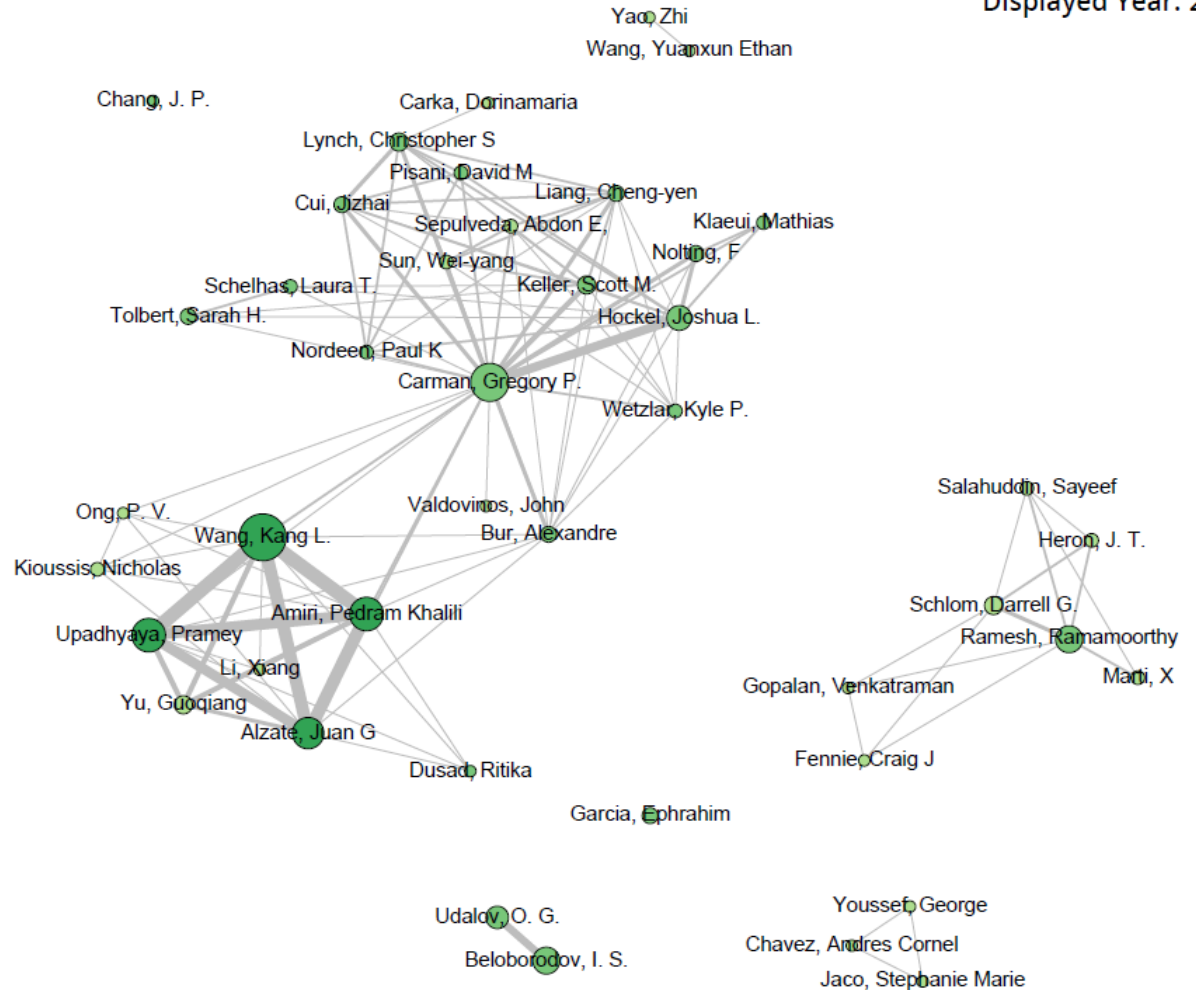 Displayed Year: 2
Yao, Zhi
Wang, Yuanxun Ethan
Chang, J. P.
Carka, Dorinamaria
Lynch, Christopher S
Pisani, David M
Liang, Cheng-yen
Cui, Jizhai
Sepulveda, Abdon E,
Klaeui, Mathias
Nolting, F
Sun, Wei-yang
Schelhas, Laura T.
Keller, Scott M.
Tolbert, Sarah H.
Hockel, Joshua L.
Nordeen, Paul K
Carman, Gregory P.
Wetzlar, Kyle P.
Salahuddin, Sayeef
Valdovinos, John
Ong, P. V.
Wang, Kang L.
Bur, Alexandre
Heron, J. T.
Kioussis, Nicholas
Schlom, Darrell G.
Amiri, Pedram Khalili
Upadhyaya, Pramey
Ramesh, Ramamoorthy
Li, Xiang
Marti, X
Gopalan, Venkatraman
Yu, Guoqiang
Alzate, Juan G
Fennie, Craig J
Dusad, Ritika
Garcia, Ephrahim
Youssef, George
Udalov, O. G.
Chavez, Andres Cornel
Beloborodov, I. S.
Jaco, Stephanie Marie